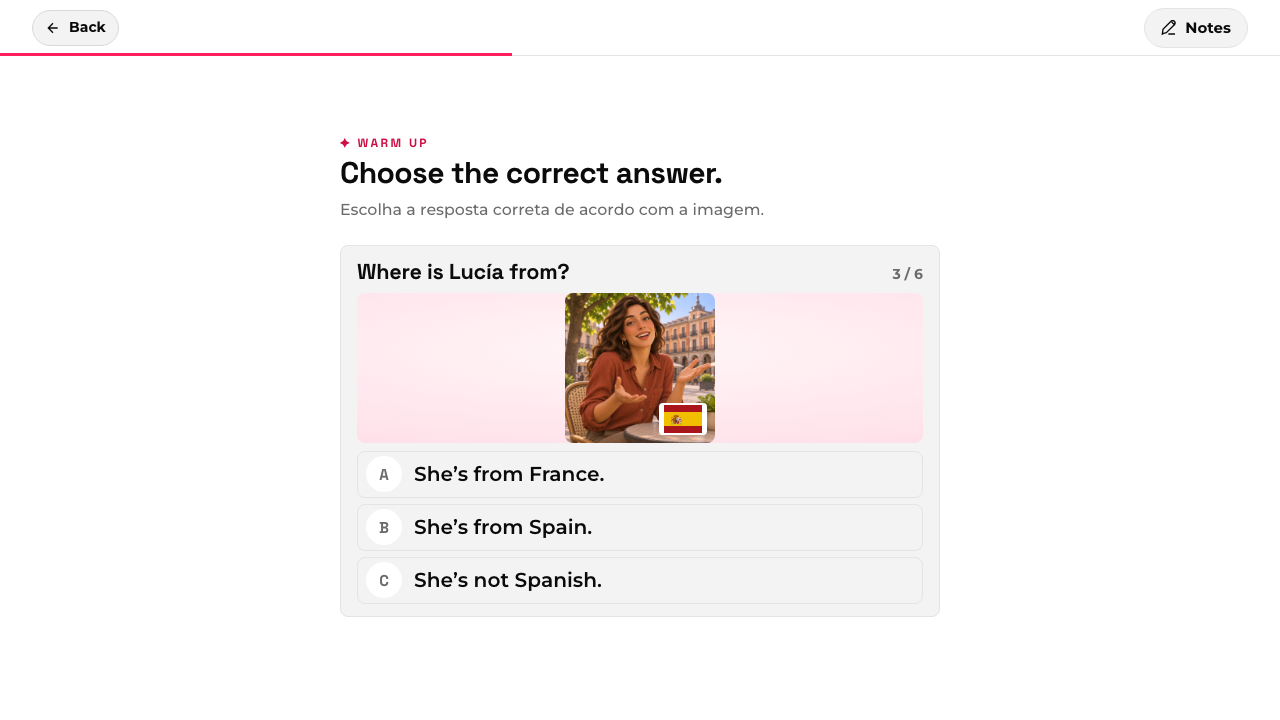 Back
Notes
WARM UP
Choose the correct answer.
Escolha a resposta correta de acordo com a imagem.
Where is Lucía from?
3 / 6
A She’s from France.
B She’s from Spain.
C She’s not Spanish.